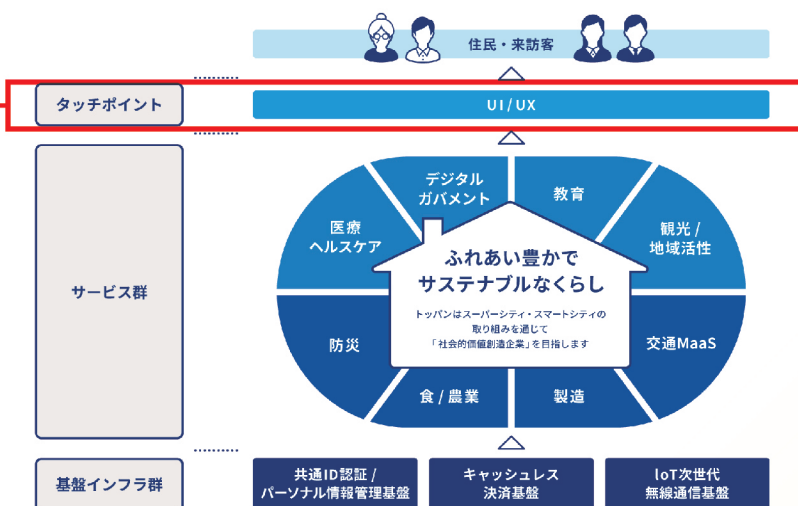 住民・来訪客
タッチポイント
UI/UX
サービス群
デジタル
ガバメント
教育
医療
ヘルスケア
観光 /
地域活性
ふれあい豊かで
サステナブルなくらし
トッパンはスーパーシティ・スマートシティの
取り組みを通じて
「社会的価値創造企業」を目指します
防災
交通MaaS
食 / 農業
製造
基盤インフラ群
共通ID認証 /
パーソナル情報管理基盤
キャッシュレス
決済基盤
IoT次世代
無線通信基盤